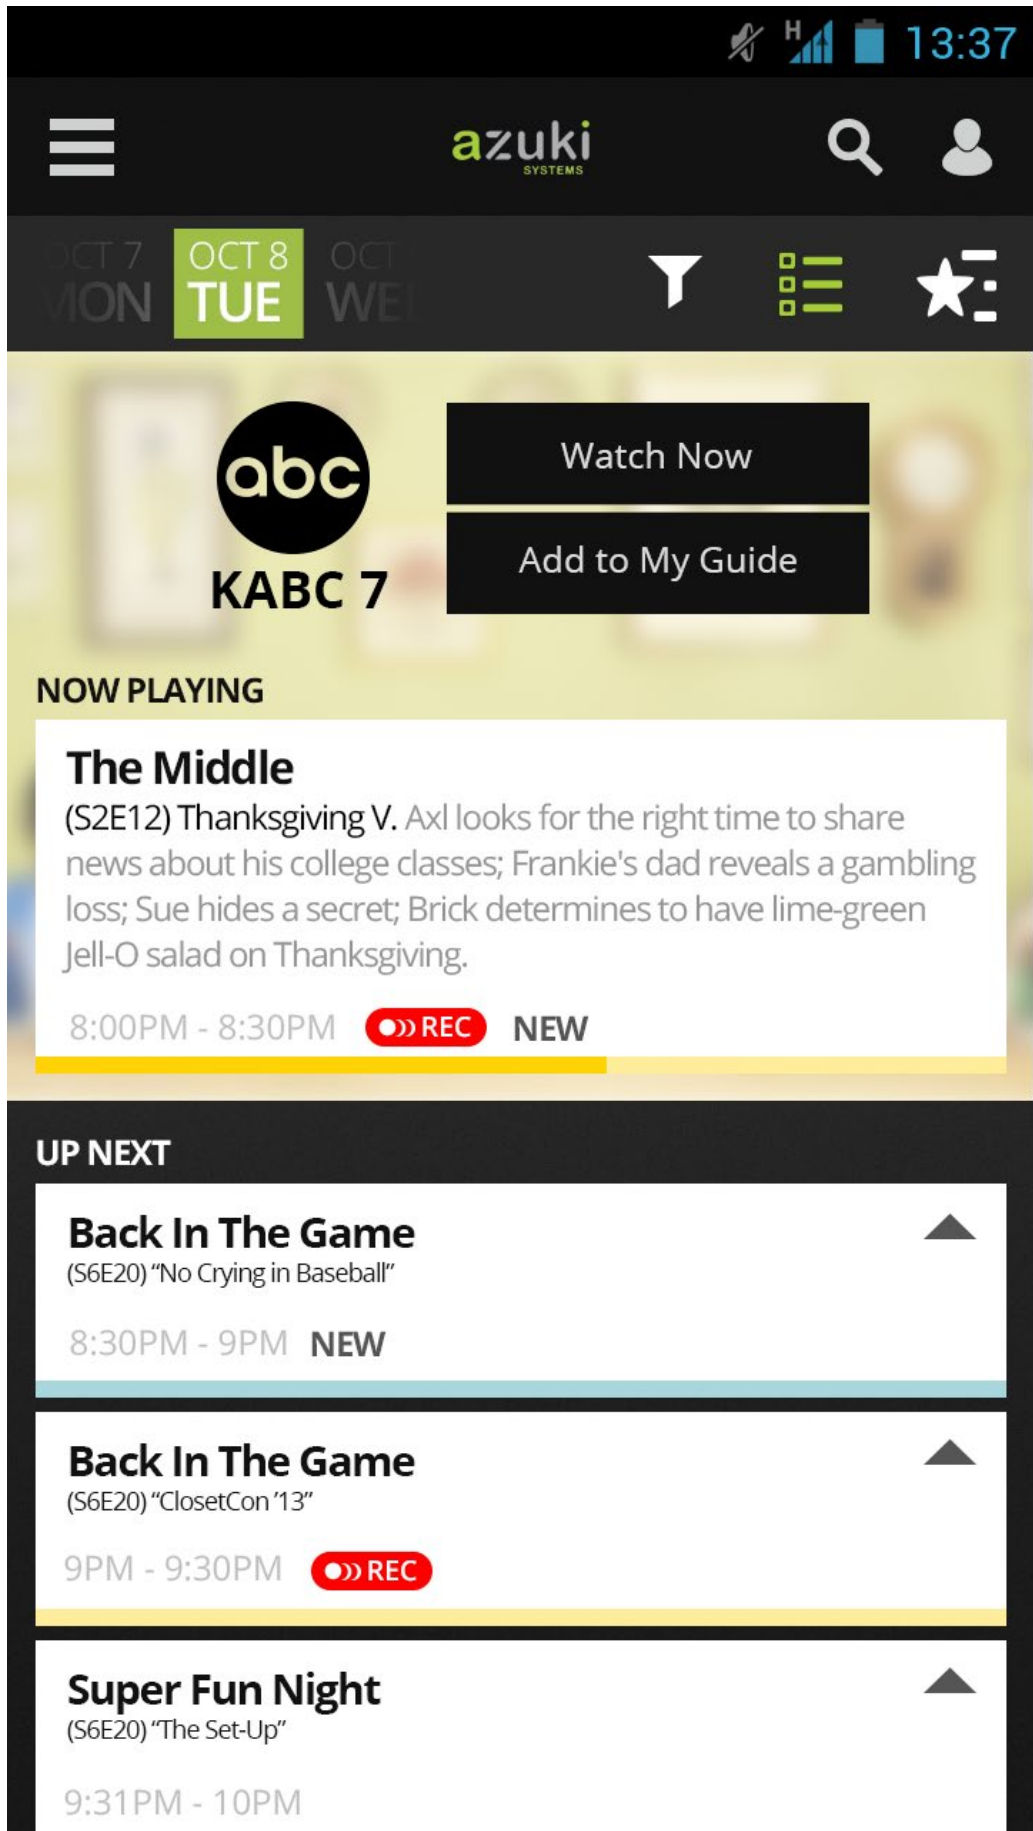 H 13:37
azuki
SYSTEMS
OCT 7 OCT 8 OCT
MON TUE WE
abc
Watch Now
Add to My Guide
KABC 7
NOW PLAYING
The Middle
(S2E12) Thanksgiving V. Axl looks for the right time to share
news about his college classes; Frankie's dad reveals a gambling
loss; Sue hides a secret; Brick determines to have lime-green
Jell-O salad on Thanksgiving.
8:00PM - 8:30PM REC NEW
UP NEXT
Back In The Game
(S6E20) “No Crying in Baseball”
8:30PM - 9PM NEW
Back In The Game
(S6E20) “ClosetCon ’13”
9PM - 9:30PM REC
Super Fun Night
(S6E20) “The Set-Up”
9:31PM - 10PM